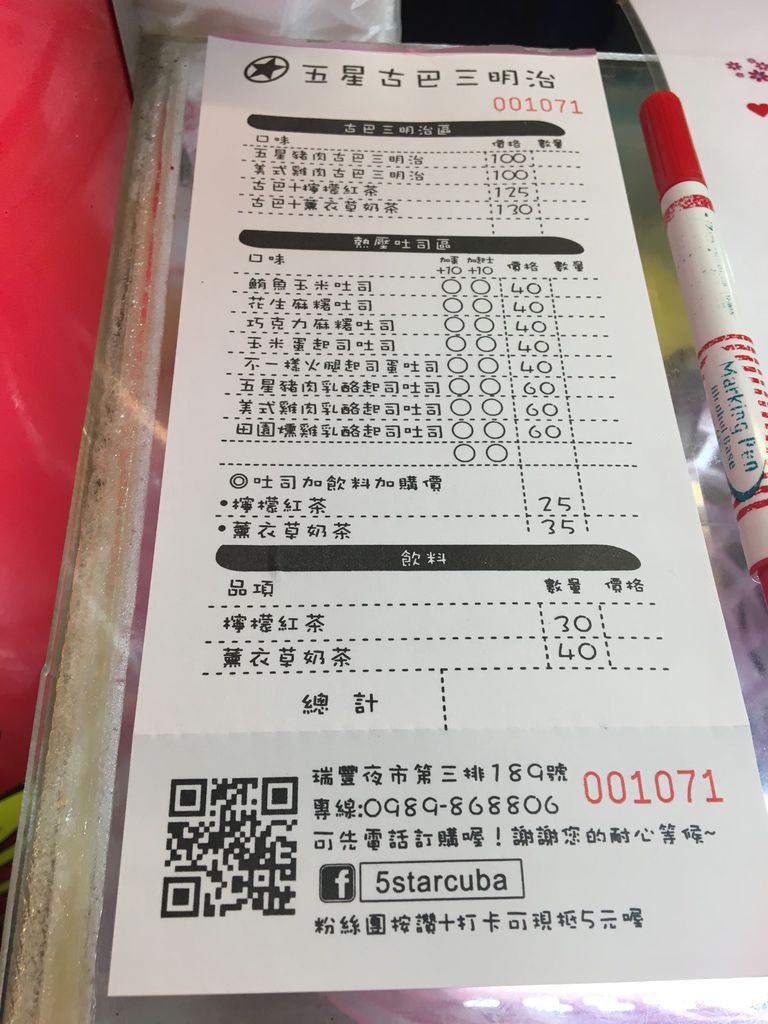 五星古巴三明治
001071
古巴三明治區
口味 價格 數量
五星豬肉古巴三明治 100
美式雞肉古巴三明治 100
古巴+檸檬紅茶 125
古巴+薰衣草奶茶 130
熱壓吐司區
口味 加蛋+10 加起士+10 價格 數量
鮪魚玉米吐司 40
花生麻糬吐司 40
巧克力麻糬吐司 40
玉米蛋起司吐司 40
不一樣火腿起司蛋吐司 40
五星豬肉乳酪起司吐司 60
美式雞肉乳酪起司吐司 60
田園燻雞乳酪起司吐司 60
◎吐司加飲料加購價
•檸檬紅茶 25
•薰衣草奶茶 35
飲料
品項 數量 價格
檸檬紅茶 30
薰衣草奶茶 40
總計
瑞豐夜市第三排189號 001071
專線:0989-868806
可先電話訂購喔！謝謝您的耐心等候~
f 5starcuba
粉絲團按讚+打卡可現抵5元喔
Marking Pen
Alcohol Base